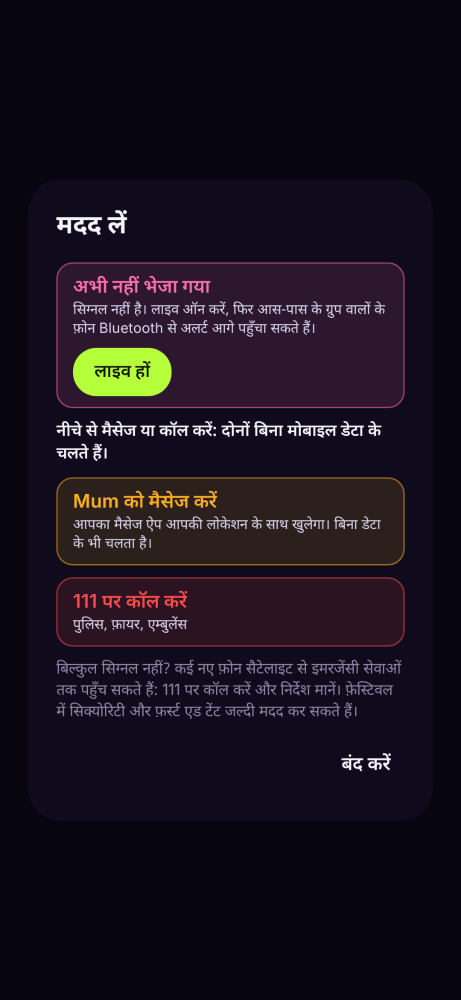 मदद लें
अभी नहीं भेजा गया
सिग्नल नहीं है। लाइव ऑन करें, फिर आस-पास के ग्रुप वालों के
फ़ोन Bluetooth से अलर्ट आगे पहुँचा सकते हैं।
लाइव हों
नीचे से मैसेज या कॉल करें: दोनों बिना मोबाइल डेटा के
चलते हैं।
Mum को मैसेज करें
आपका मैसेज ऐप आपकी लोकेशन के साथ खुलेगा। बिना डेटा
के भी चलता है।
111 पर कॉल करें
पुलिस, फ़ायर, एम्बुलेंस
बिल्कुल सिग्नल नहीं? कई नए फ़ोन सैटेलाइट से इमरजेंसी सेवाओं
तक पहुँच सकते हैं: 111 पर कॉल करें और निर्देश मानें। फ़ेस्टिवल
में सिक्योरिटी और फ़र्स्ट एड टेंट जल्दी मदद कर सकते हैं।
बंद करें